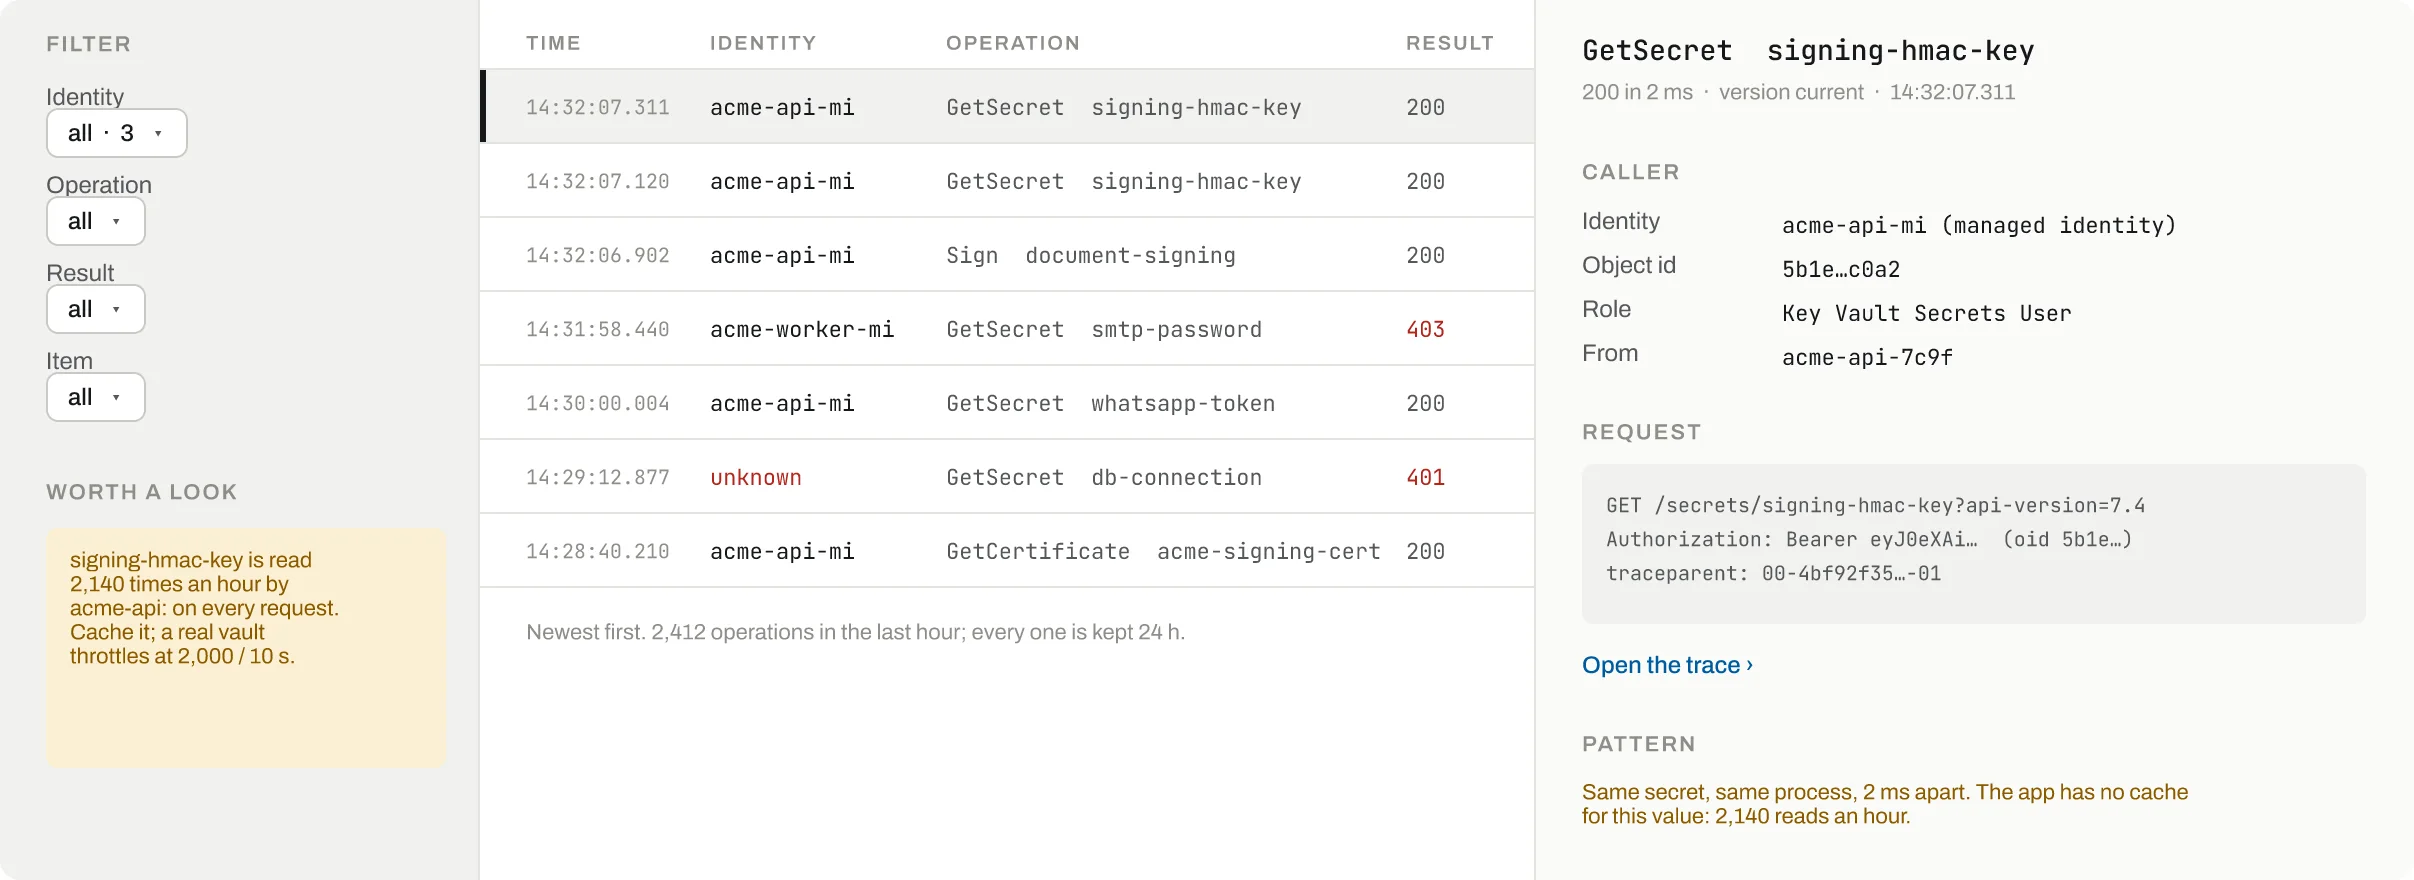 FILTER
Identity
all · 3 ▾
Operation
all ▾
Result
all ▾
Item
all ▾
WORTH A LOOK
signing-hmac-key is read
2,140 times an hour by
acme-api: on every request.
Cache it; a real vault
throttles at 2,000 / 10 s.
TIME IDENTITY OPERATION RESULT
14:32:07.311 acme-api-mi GetSecret signing-hmac-key 200
14:32:07.120 acme-api-mi GetSecret signing-hmac-key 200
14:32:06.902 acme-api-mi Sign document-signing 200
14:31:58.440 acme-worker-mi GetSecret smtp-password 403
14:30:00.004 acme-api-mi GetSecret whatsapp-token 200
14:29:12.877 unknown GetSecret db-connection 401
14:28:40.210 acme-api-mi GetCertificate acme-signing-cert 200
Newest first. 2,412 operations in the last hour; every one is kept 24 h.
GetSecret signing-hmac-key
200 in 2 ms · version current · 14:32:07.311
CALLER
Identity acme-api-mi (managed identity)
Object id 5b1e…c0a2
Role Key Vault Secrets User
From acme-api-7c9f
REQUEST
GET /secrets/signing-hmac-key?api-version=7.4
Authorization: Bearer eyJ0eXAi… (oid 5b1e…)
traceparent: 00-4bf92f35…-01
Open the trace ›
PATTERN
Same secret, same process, 2 ms apart. The app has no cache
for this value: 2,140 reads an hour.